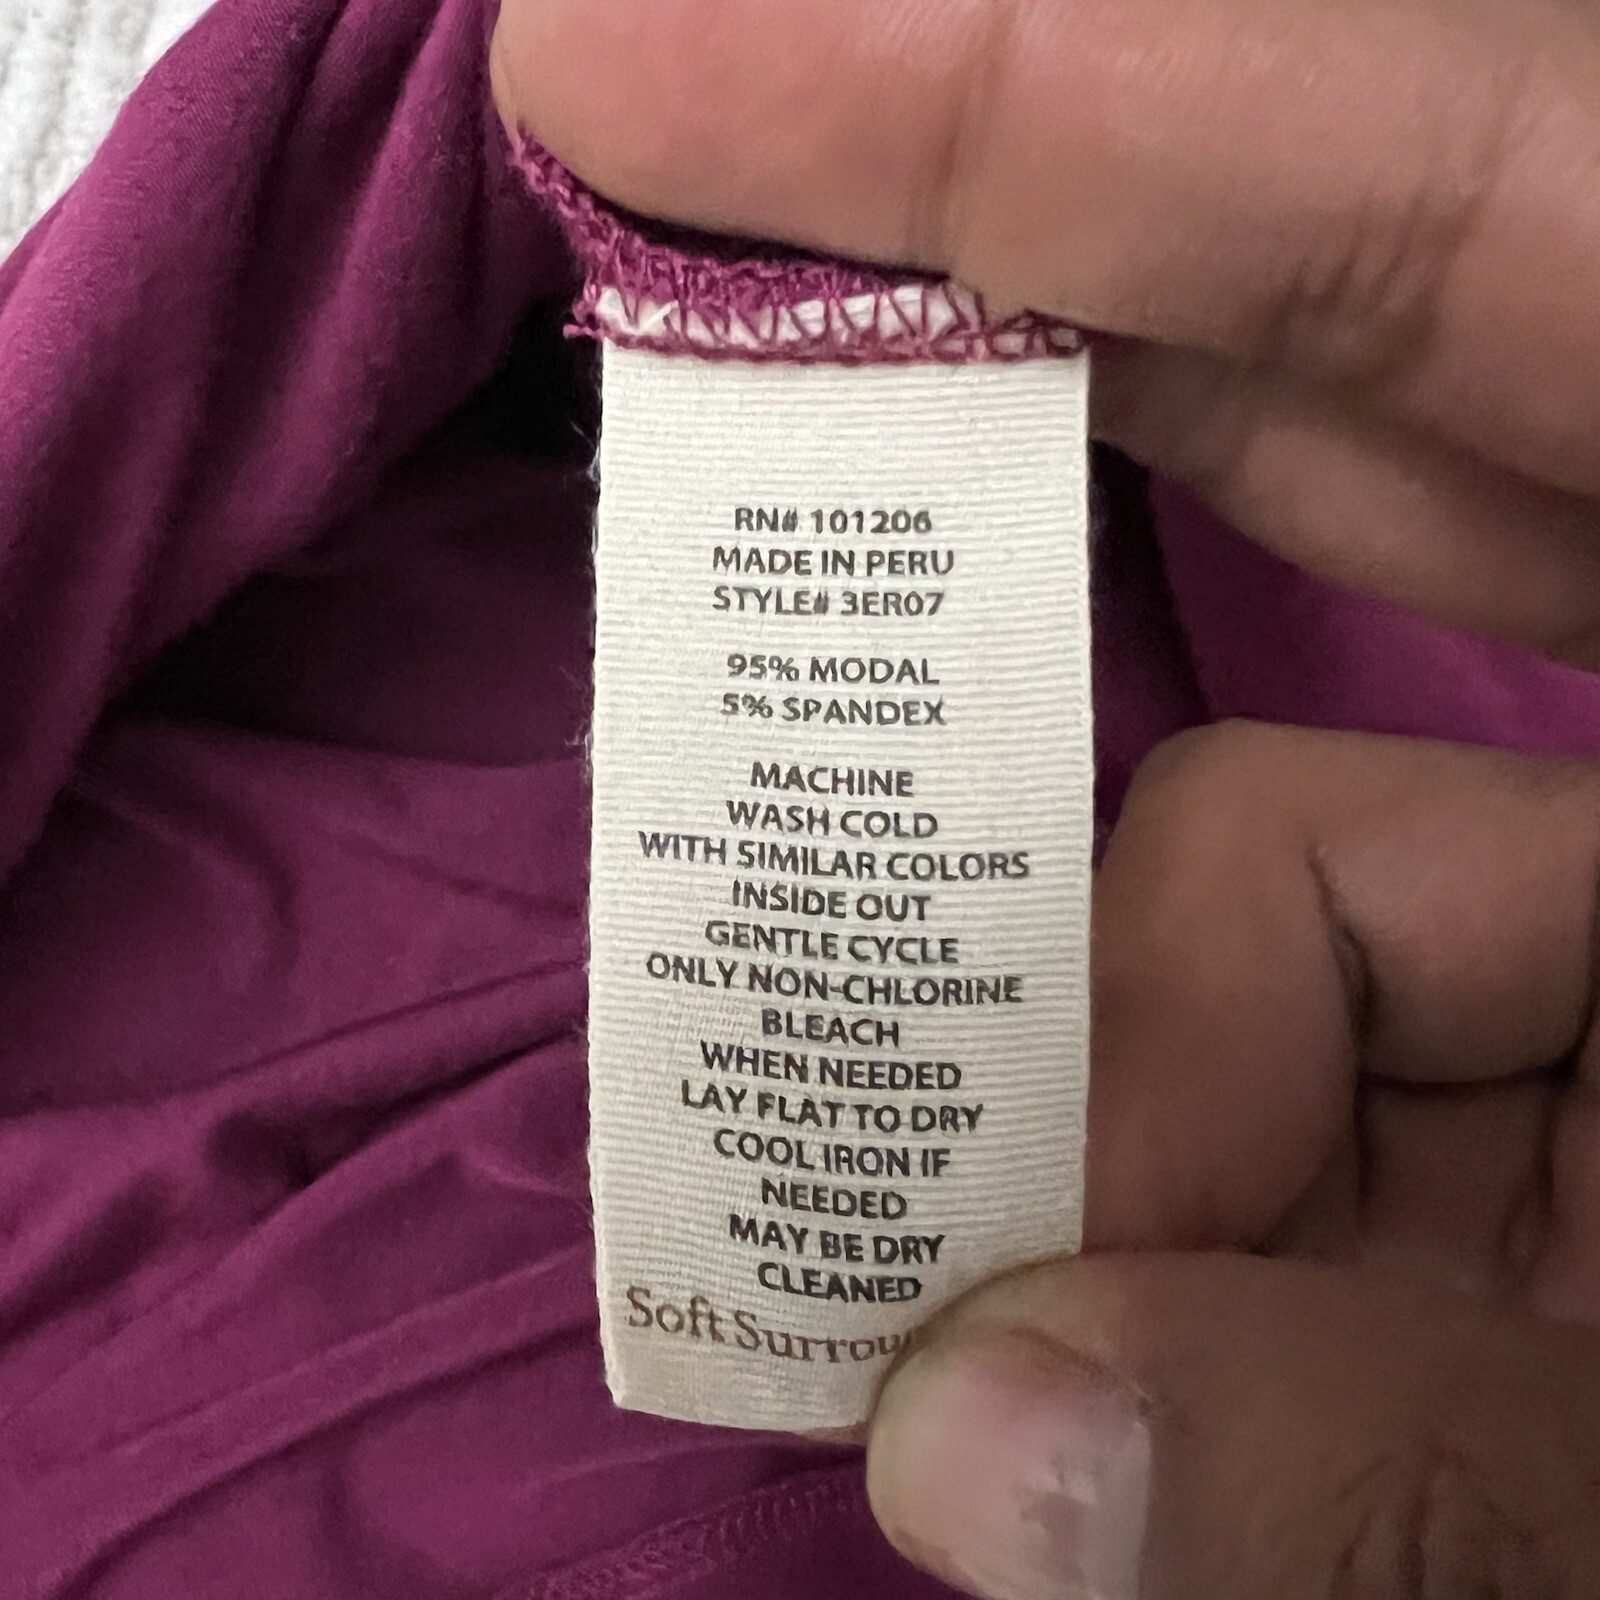 RN# 101206
MADE IN PERU
STYLE# 3ER07
95% MODAL
5% SPANDEX
MACHINE
WASH COLD
WITH SIMILAR COLORS
INSIDE OUT
GENTLE CYCLE
ONLY NON-CHLORINE
BLEACH
WHEN NEEDED
LAY FLAT TO DRY
COOL IRON IF
NEEDED
MAY BE DRY
CLEANED
Soft Surrou